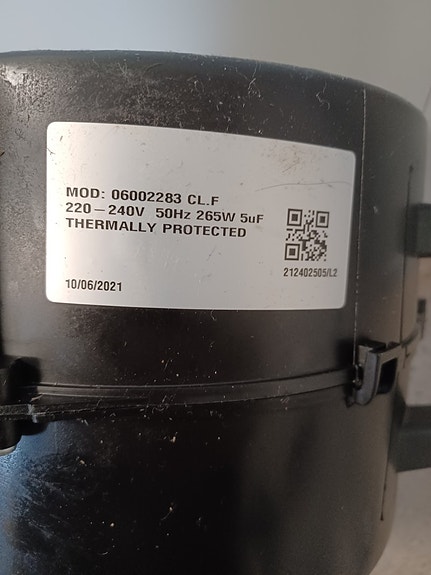 MOD: 06002283 CL.F
220-240V 50Hz 265W 5uF
THERMALLY PROTECTED
212402505/L2
10/06/2021